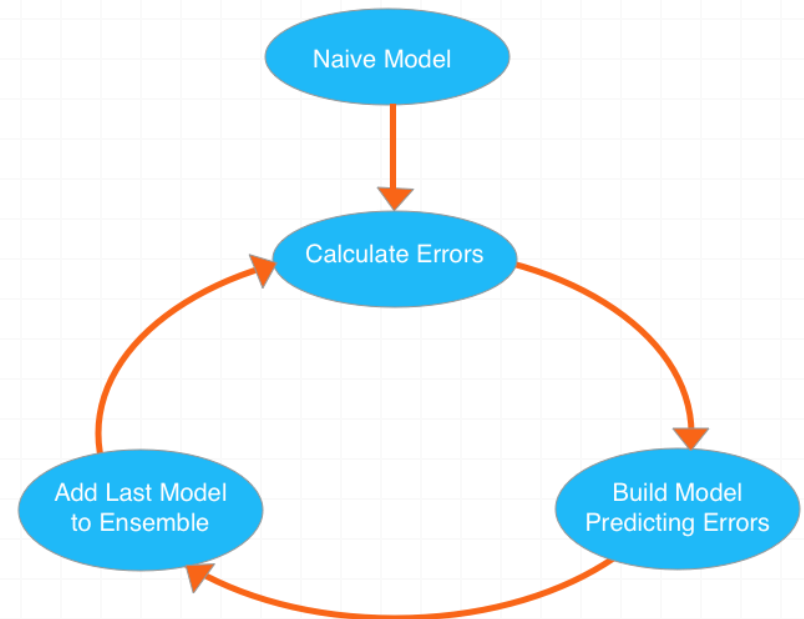 Naive Model
Calculate Errors
Add Last Model
to Ensemble
Build Model
Predicting Errors